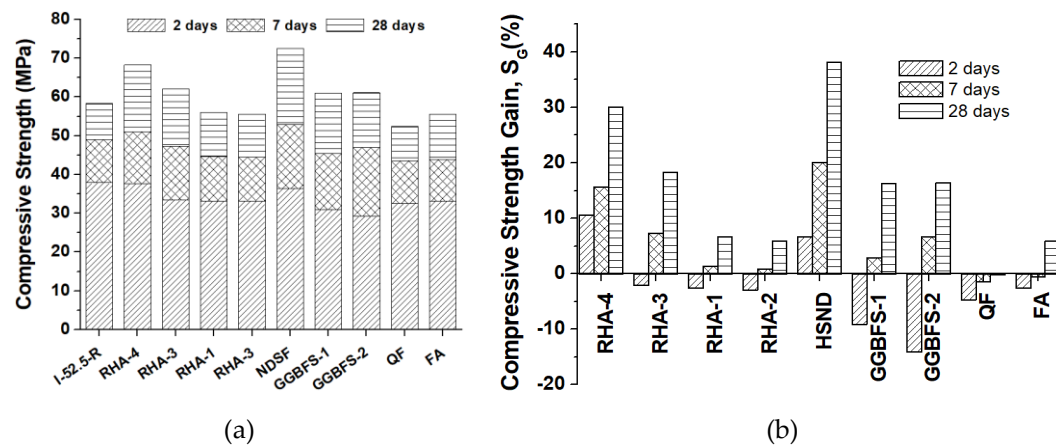 80
70
60
50
40
30
20
10
0
Compressive Strength (MPa)
2 days 7 days 28 days
I-52.5-R
RHA-4
RHA-3
RHA-1
RHA-3
NDSF
GGBFS-1
GGBFS-2
QF
FA
(a)
40
30
20
10
0
-10
-20
Compressive Strength Gain, SG(%)
2 days
7 days
28 days
RHA-4
RHA-3
RHA-1
RHA-2
HSND
GGBFS-1
GGBFS-2
QF
FA
(b)